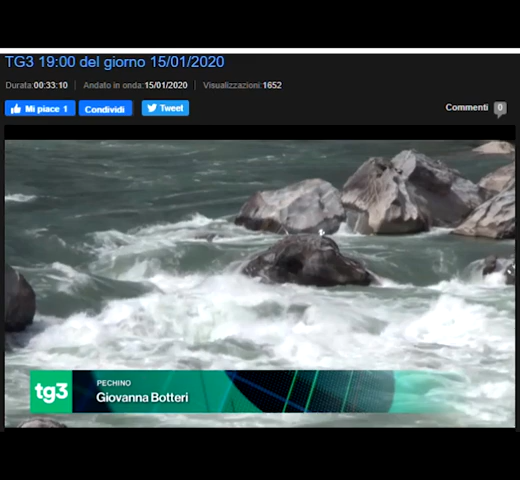 TG3 19:00 del giorno 15/01/2020
Durata:00:33:10 | Andato in onda:15/01/2020 | Visualizzazioni:1652
Mi piace 1 Condividi Tweet Commenti 0
tg3
PECHINO
Giovanna Botteri